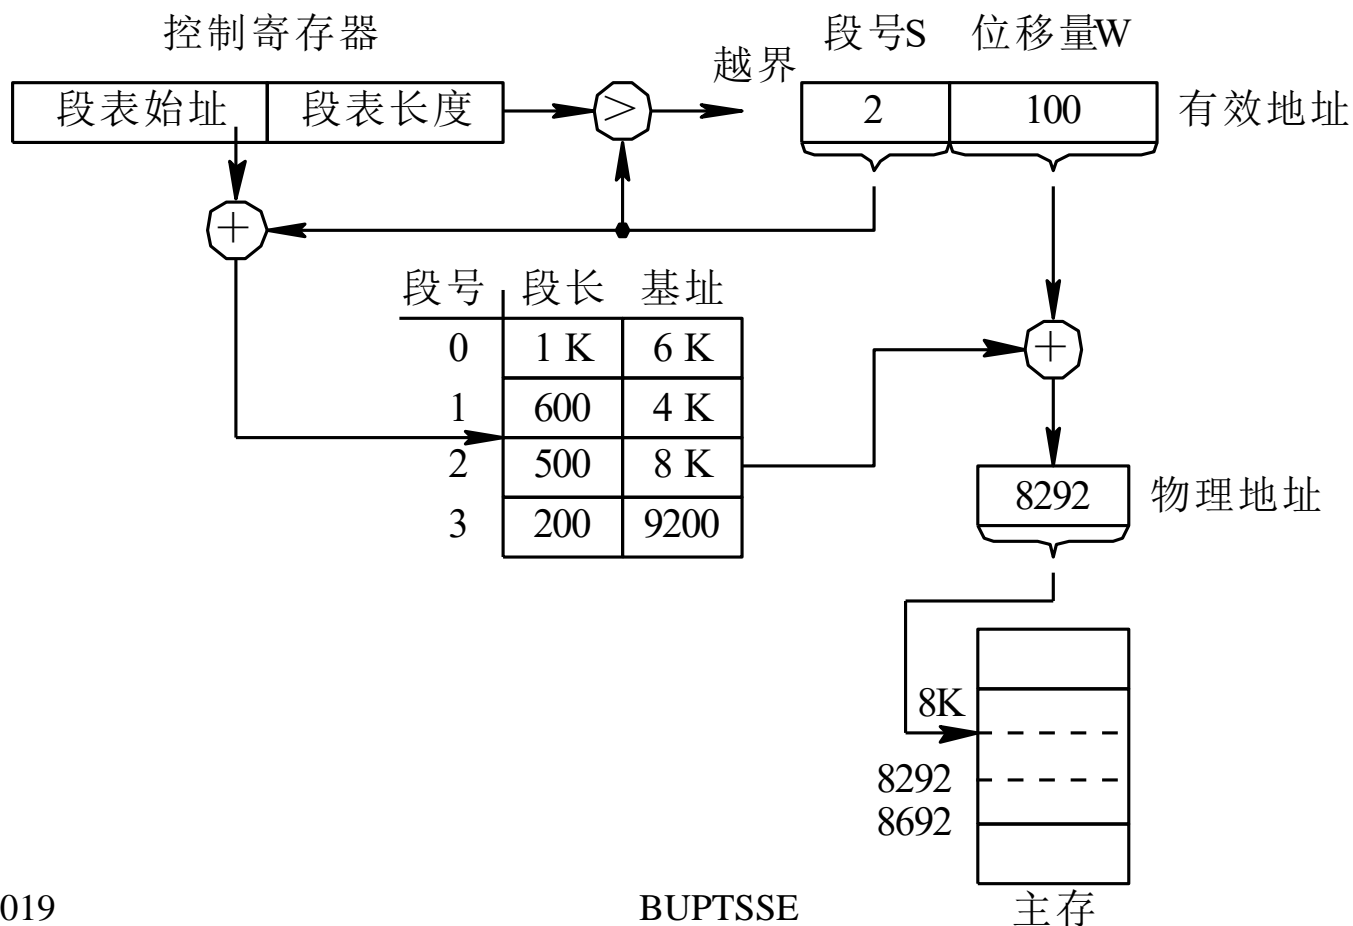 控制寄存器
段号S 位移量W
越界
段表始址 段表长度 > 2 100 有效地址
+
段号 段长 基址
0 1 K 6 K +
1 600 4 K
2 500 8 K
8292 物理地址
3 200 9200
8K
8292
8692
主存
019 BUPTSSE